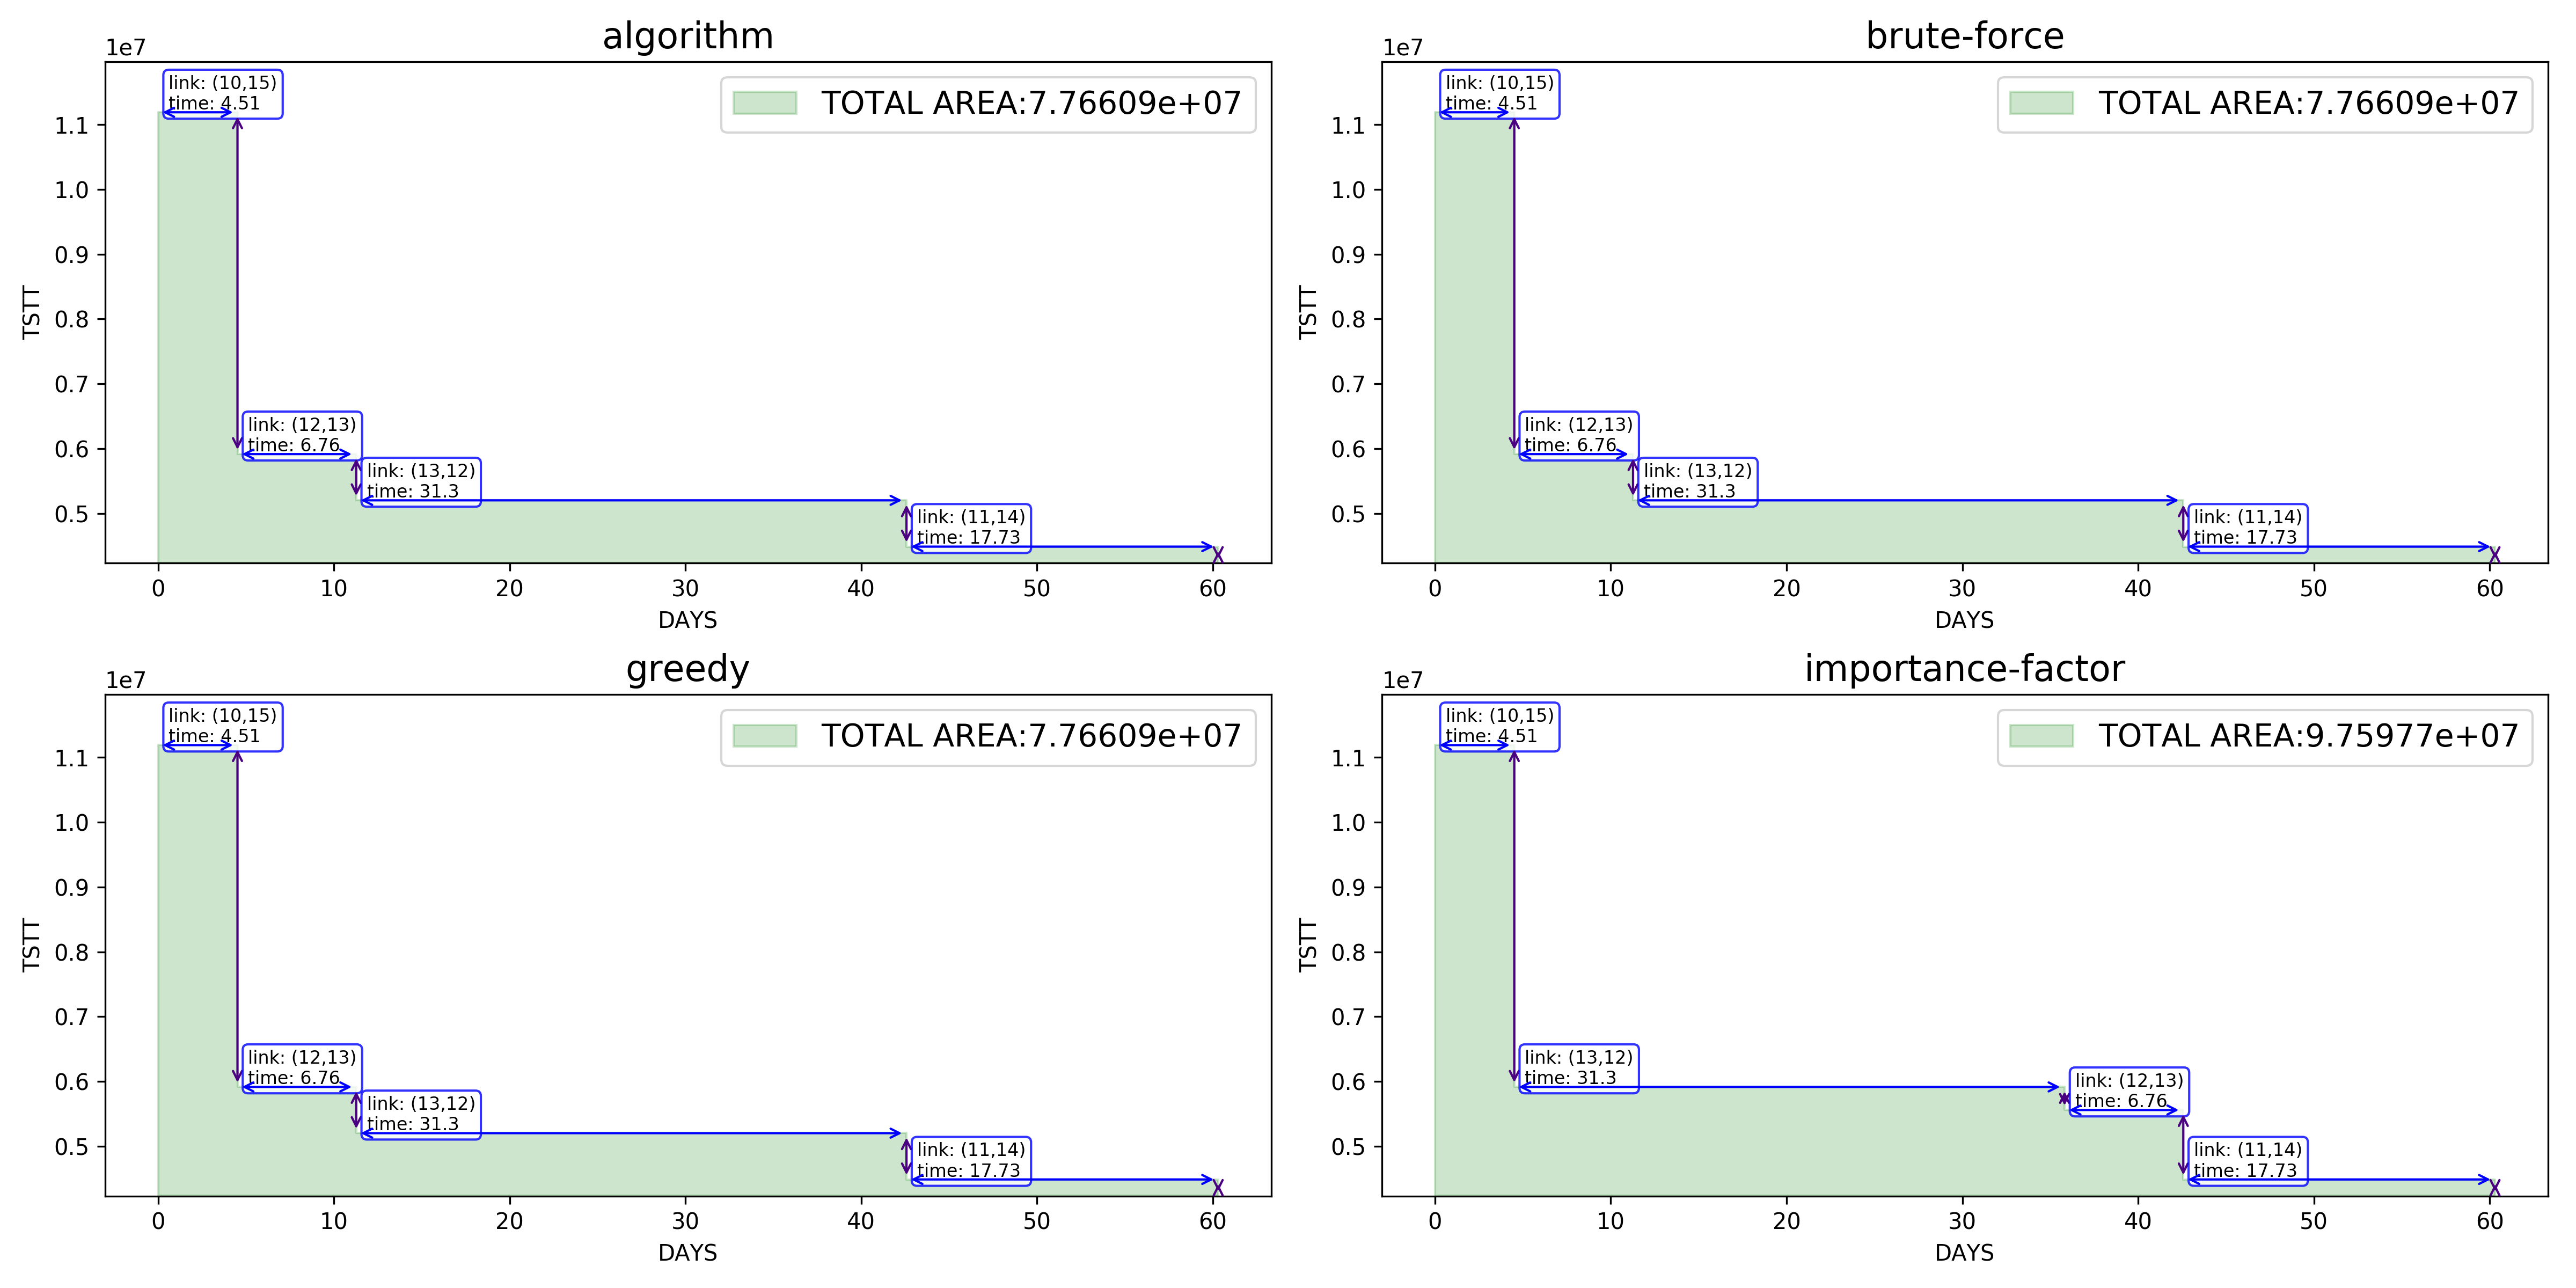 algorithm
1e7
link: (10,15)
time: 4.51
TOTAL AREA:7.76609e+07
1.1
1.0
0.9
0.8
0.7
0.6
0.5
TSTT
link: (12,13)
time: 6.76
link: (13,12)
time: 31.3
link: (11,14)
time: 17.73
0 10 20 30 40 50 60
DAYS
brute-force
1e7
link: (10,15)
time: 4.51
TOTAL AREA:7.76609e+07
1.1
1.0
0.9
0.8
0.7
0.6
0.5
TSTT
link: (12,13)
time: 6.76
link: (13,12)
time: 31.3
link: (11,14)
time: 17.73
0 10 20 30 40 50 60
DAYS
greedy
1e7
link: (10,15)
time: 4.51
TOTAL AREA:7.76609e+07
1.1
1.0
0.9
0.8
0.7
0.6
0.5
TSTT
link: (12,13)
time: 6.76
link: (13,12)
time: 31.3
link: (11,14)
time: 17.73
0 10 20 30 40 50 60
DAYS
importance-factor
1e7
link: (10,15)
time: 4.51
TOTAL AREA:9.75977e+07
1.1
1.0
0.9
0.8
0.7
0.6
0.5
TSTT
link: (13,12)
time: 31.3
link: (12,13)
time: 6.76
link: (11,14)
time: 17.73
0 10 20 30 40 50 60
DAYS